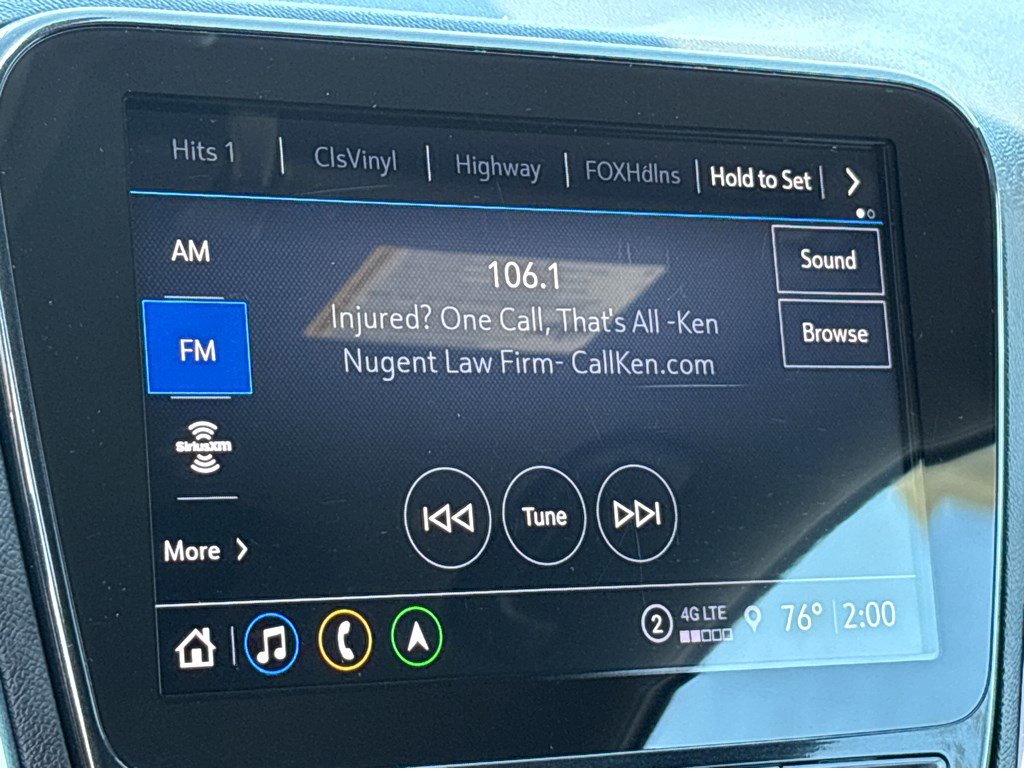 Hits 1 ClsVinyl Highway FOXHdlns Hold to Set
AM
106.1
Sound
Injured? One Call, That's All -Ken
Nugent Law Firm- CallKen.com
FM
Browse
SiriusXM
Tune
More
2 4G LTE 76° 2:00